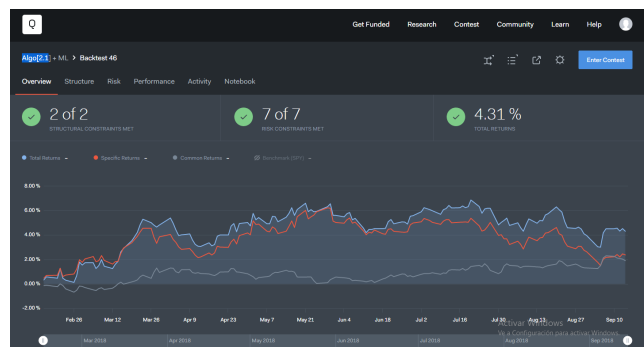 Q Get Funded Research Contest Community Learn Help
Algo[2.1] + ML > Backtest 46 Enter Contest
Overview Structure Risk Performance Activity Notebook
2 of 2 7 of 7 4.31 %
STRUCTURAL CONSTRAINTS MET RISK CONSTRAINTS MET TOTAL RETURNS
Total Returns Specific Returns Common Returns Benchmark (SPY)
8.00 %
6.00 %
4.00 %
2.00 %
0.00 %
-2.00 %
Feb 26 Mar 12 Mar 26 Apr 9 Apr 23 May 7 May 21 Jun 4 Jun 18 Jul 2 Jul 16 Jul 30 Aug 13 Aug 27 Sep 10
Activar Windows
Ve a Configuración para activar Windows.
Mar 2018 Apr 2018 May 2018 Jun 2018 Jul 2018 Aug 2018 Sep 2018